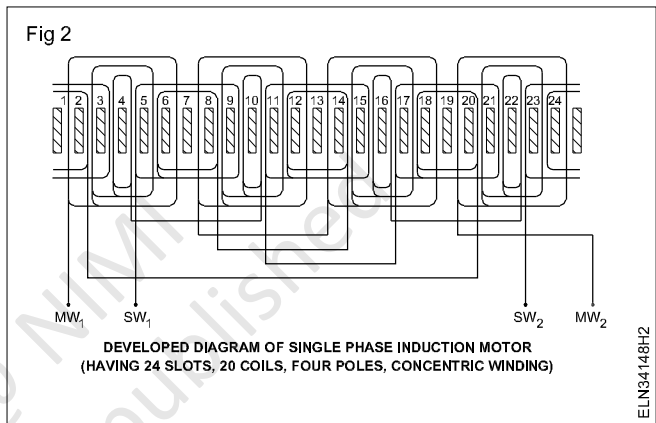 Fig 2
1 2 3 4 5 6 7 8 9 10 11 12 13 14 15 16 17 18 19 20 21 22 23 24
MW1 SW1 SW2 MW2
DEVELOPED DIAGRAM OF SINGLE PHASE INDUCTION MOTOR
(HAVING 24 SLOTS, 20 COILS, FOUR POLES, CONCENTRIC WINDING)
ELN34148H2
@ NIMI
published